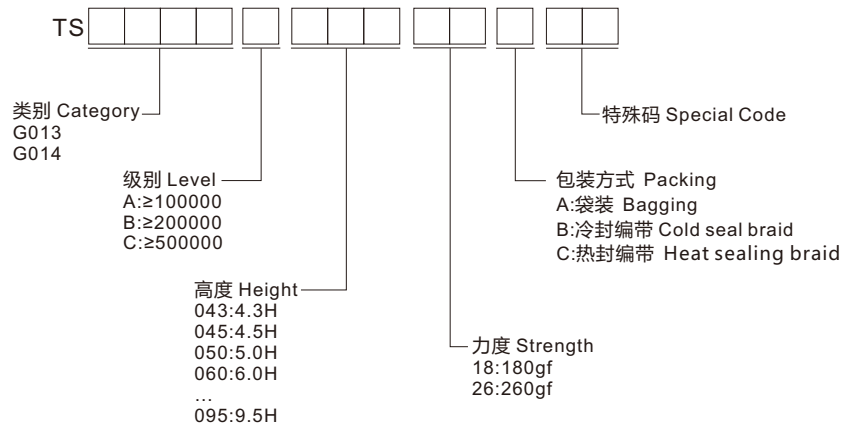 TS
类别 Category
G013
G014
级别 Level
A:≥100000
B:≥200000
C:≥500000
高度 Height
043:4.3H
045:4.5H
050:5.0H
060:6.0H
...
095:9.5H
力度 Strength
18:180gf
26:260gf
包装方式 Packing
A:袋装 Bagging
B:冷封编带 Cold seal braid
C:热封编带 Heat sealing braid
特殊码 Special Code